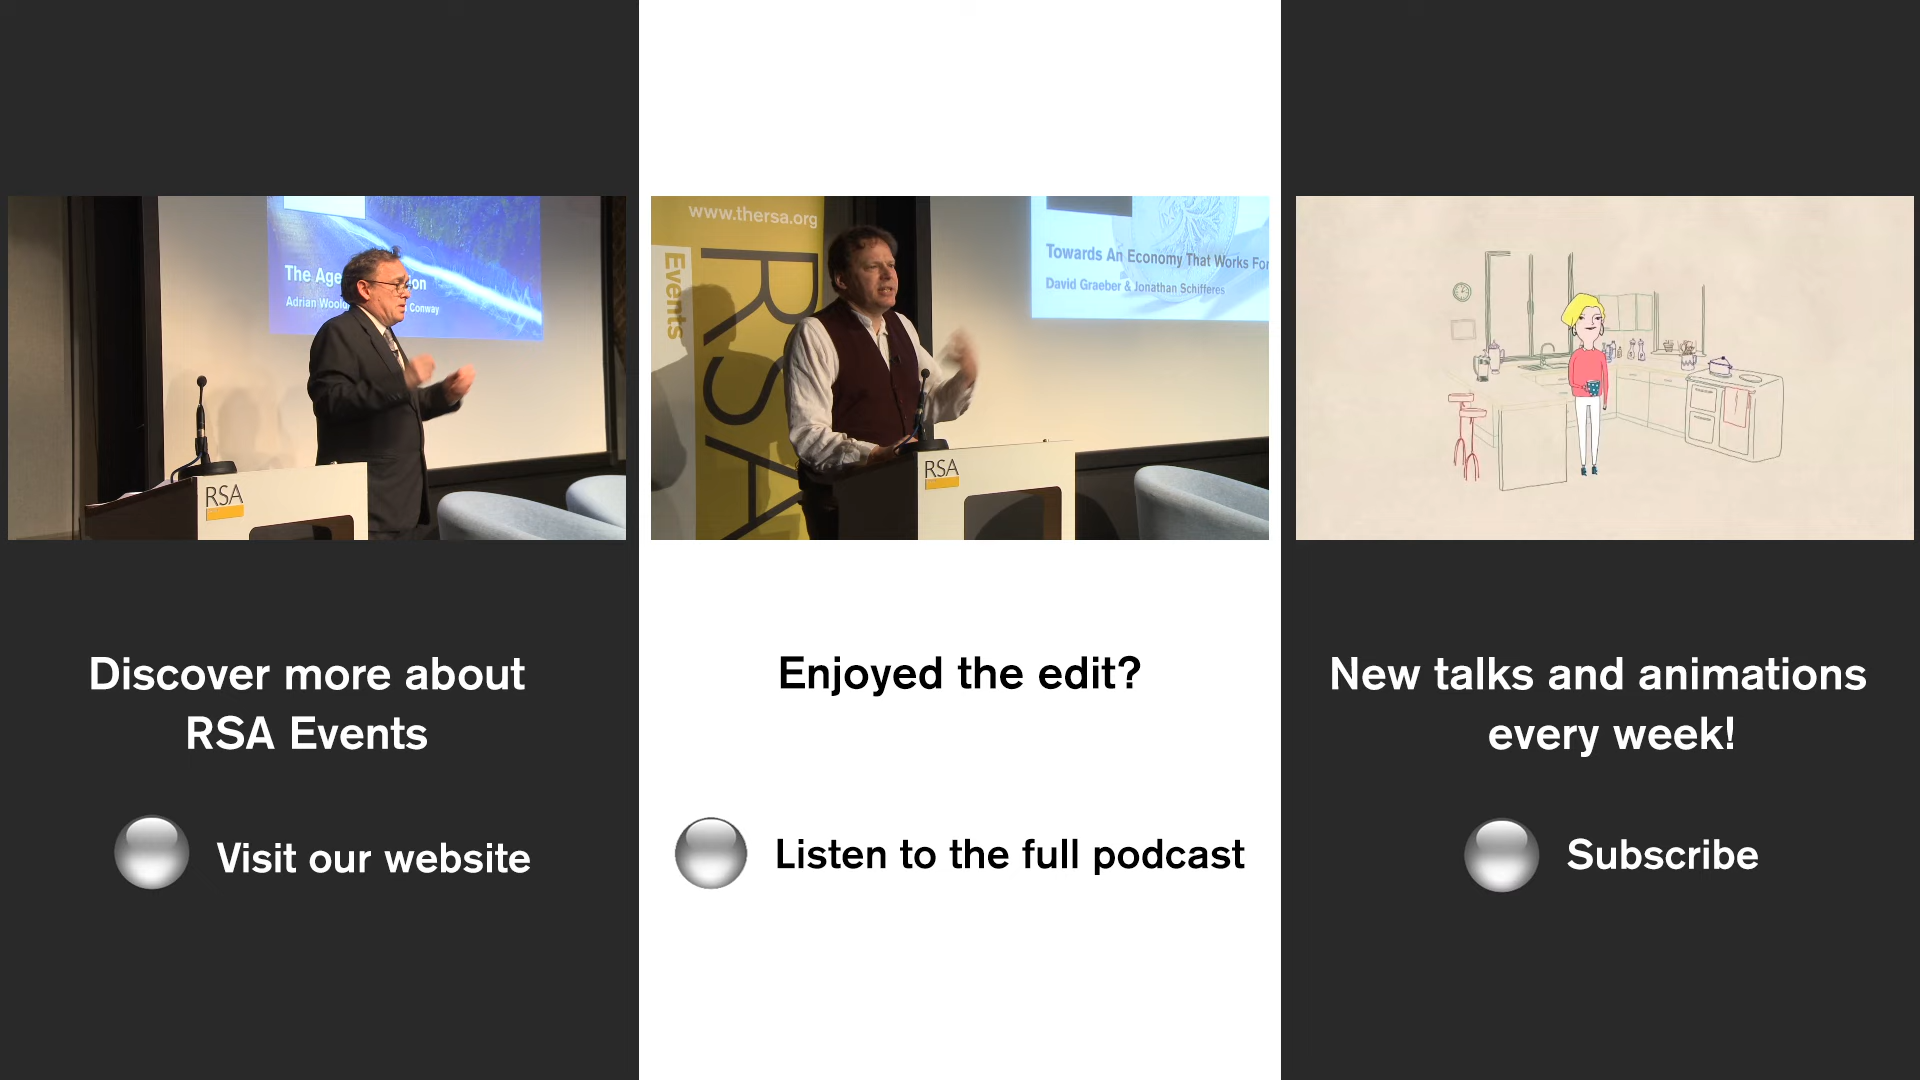 The Age
on
Adrian
Conway
RSA
Discover more about
RSA Events
Visit our website
www.thersa.org
Events
RSA
Towards An Economy That Works For
David Graeber & Jonathan Schifferes
RSA
Enjoyed the edit?
Listen to the full podcast
New talks and animations
every week!
Subscribe